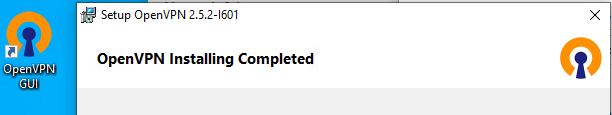 Setup OpenVPN 2.5.2-I601
OpenVPN Installing Completed
OpenVPN
GUI